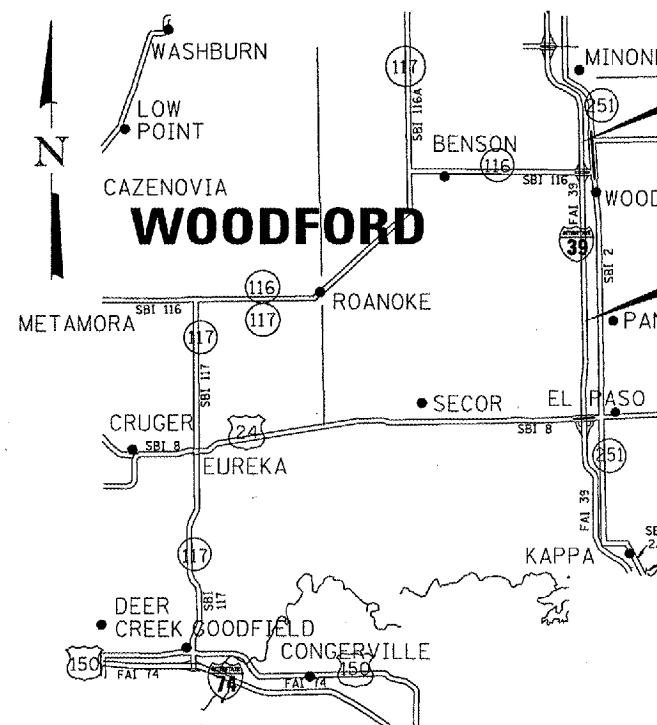 WASHBURN
117
MINON
LOW
POINT
SBI 116A
251
N
BENSON
116
SBI 116
CAZENOVIA
FAI 39
WOOD
WOODFORD
INTERSTATE
39
SBI 2
116
ROANOKE
SBI 116
117
METAMORA
117
PAN
SBI 117
SECOR
EL PASO
CRUGER
24
SBI 8
SBI 8
EUREKA
251
FAI 39
117
KAPPA
SBI
117
DEER
CREEK
GOODFIELD
CONGERVILLE
150
150
FAI 74
INTERSTATE
74
FAI 74